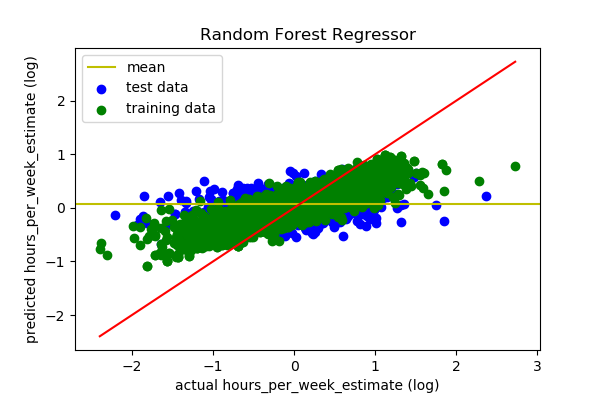 Random Forest Regressor
mean
test data
training data
predicted hours_per_week_estimate (log)
2
1
0
−1
−2
−2
−1
0
1
2
3
actual hours_per_week_estimate (log)